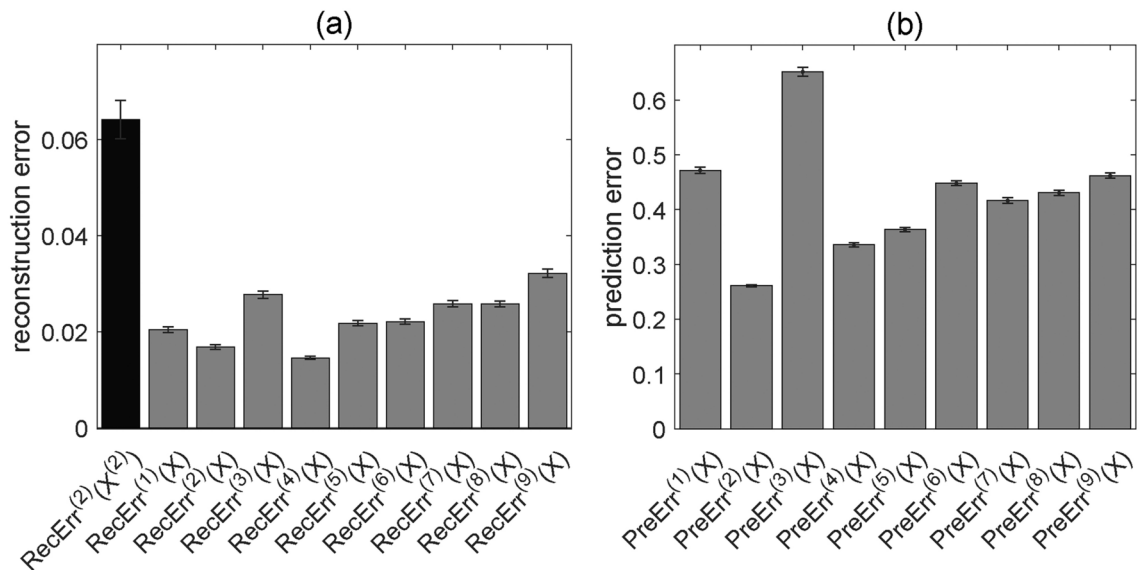 (a)
reconstruction error
0.06
0.04
0.02
0
RecErr(2)(X(2))
RecErr(1)(X)
RecErr(2)(X)
RecErr(3)(X)
RecErr(4)(X)
RecErr(5)(X)
RecErr(6)(X)
RecErr(7)(X)
RecErr(8)(X)
RecErr(9)(X)
(b)
prediction error
0.6
0.5
0.4
0.3
0.2
0.1
0
PreErr(1)(X)
PreErr(2)(X)
PreErr(3)(X)
PreErr(4)(X)
PreErr(5)(X)
PreErr(6)(X)
PreErr(7)(X)
PreErr(8)(X)
PreErr(9)(X)